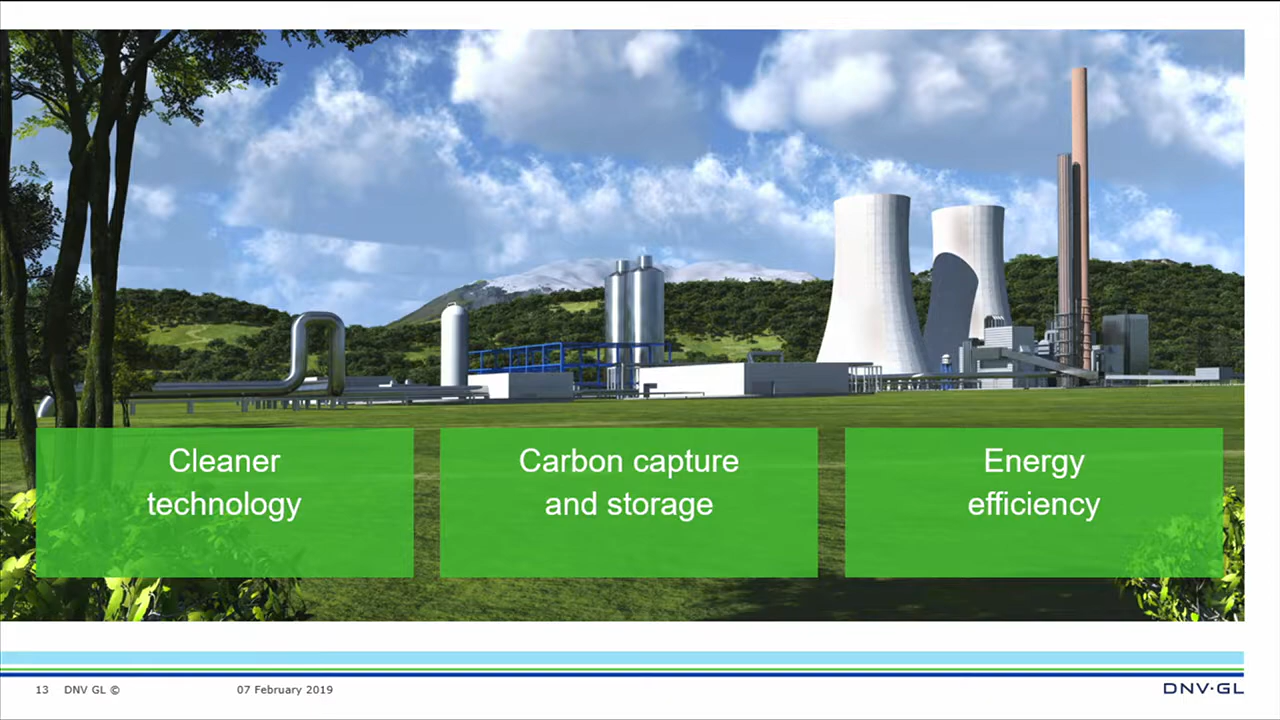 Cleaner
technology
Carbon capture
and storage
Energy
efficiency
13 DNV GL © 07 February 2019
DNV·GL